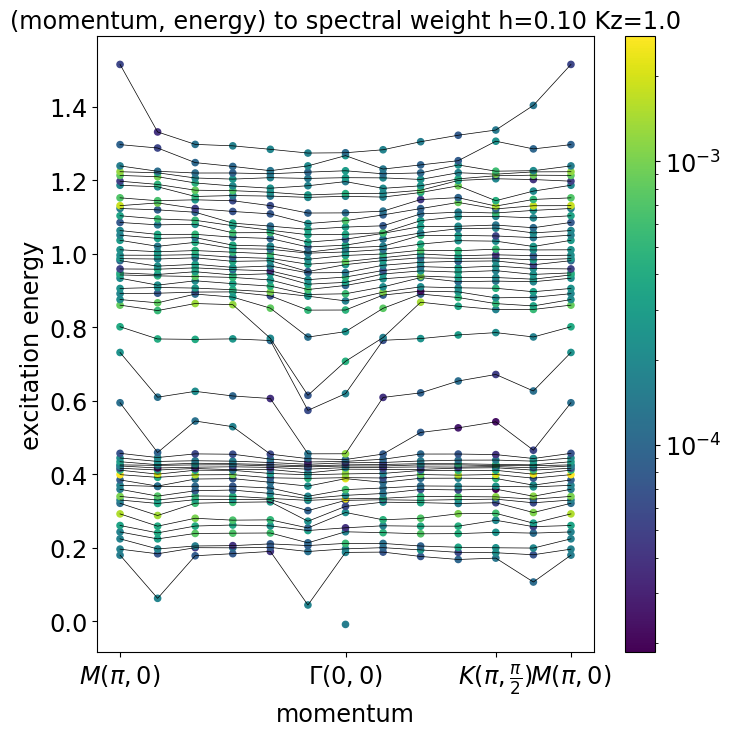 (momentum, energy) to spectral weight h=0.10 Kz=1.0
excitation energy
1.4
1.2
1.0
0.8
0.6
0.4
0.2
0.0
M(π, 0)
Γ(0, 0)
K(π, π/2)
M(π, 0)
momentum
10⁻³
10⁻⁴